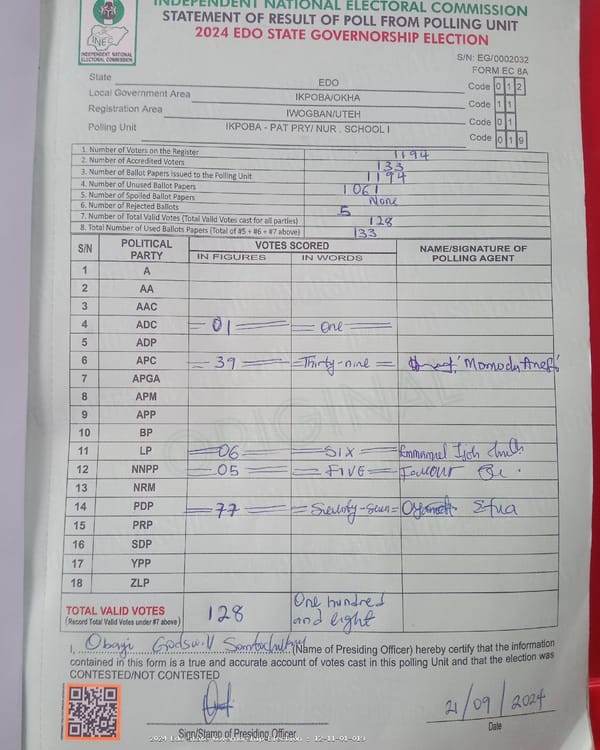 INDEPENDENT NATIONAL ELECTORAL COMMISSION
STATEMENT OF RESULT OF POLL FROM POLLING UNIT
2024 EDO STATE GOVERNORSHIP ELECTION
INEC
INDEPENDENT NATIONAL
ELECTORAL COMMISSION
S/N: EG/0002032
FORM EC 8A
State EDO Code 0 1 2
Local Government Area IKPOBA/OKHA Code 1 1
Registration Area IWOGBAN/UTEH Code 0 1
Polling Unit IKPOBA - PAT PRY/ NUR . SCHOOL I Code 0 1 9
1. Number of Voters on the Register 1194
2. Number of Accredited Voters 133
3. Number of Ballot Papers Issued to the Polling Unit 1194
4. Number of Unused Ballot Papers 1061
5. Number of Spoiled Ballot Papers None
6. Number of Rejected Ballots 5
7. Number of Total Valid Votes (Total Valid Votes cast for all parties) 128
8. Total Number of Used Ballots Papers (Total of #5 + #6 + #7 above) 133
S/N POLITICAL PARTY VOTES SCORED NAME/SIGNATURE OF POLLING AGENT
IN FIGURES IN WORDS
1 A
2 AA
3 AAC
4 ADC 01 one
5 ADP
6 APC 39 Thirty-nine Momodu
7 APGA
8 APM
9 APP
10 BP
11 LP 06 SIX Emmanuel
12 NNPP 05 FIVE Favour
13 NRM
14 PDP 77
15 PRP
16 SDP
17 YPP
18 ZLP
ORIGINAL
TOTAL VALID VOTES 128 One hundred
(Record Total Valid Votes under #7 above) and eight
I, Godswill (Name of Presiding Officer) hereby certify that the information
contained in this form is a true and accurate account of votes cast in this polling Unit and that the election was
CONTESTED/NOT CONTESTED
21/09/2024
Sign/Stamp of Presiding Officer Date